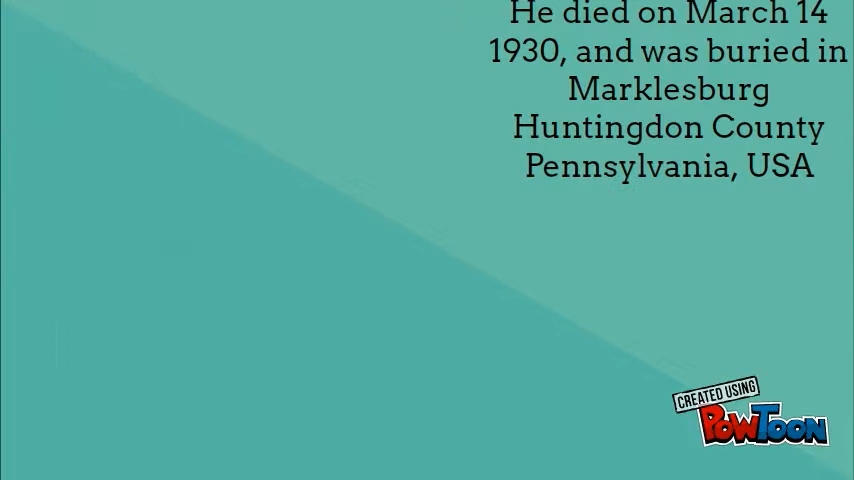 He died on March 14
1930, and was buried in
Marklesburg
Huntingdon County
Pennsylvania, USA
CREATED USING
POWTOON